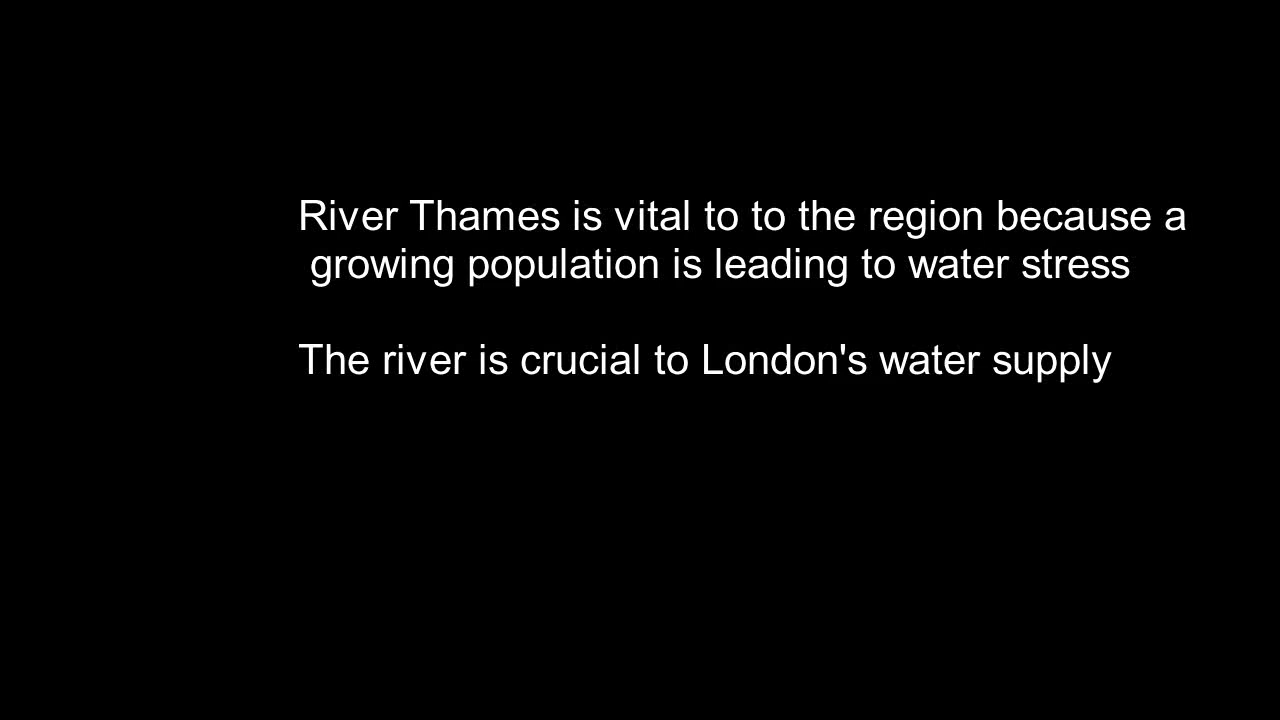 River Thames is vital to to the region because a
growing population is leading to water stress
The river is crucial to London's water supply